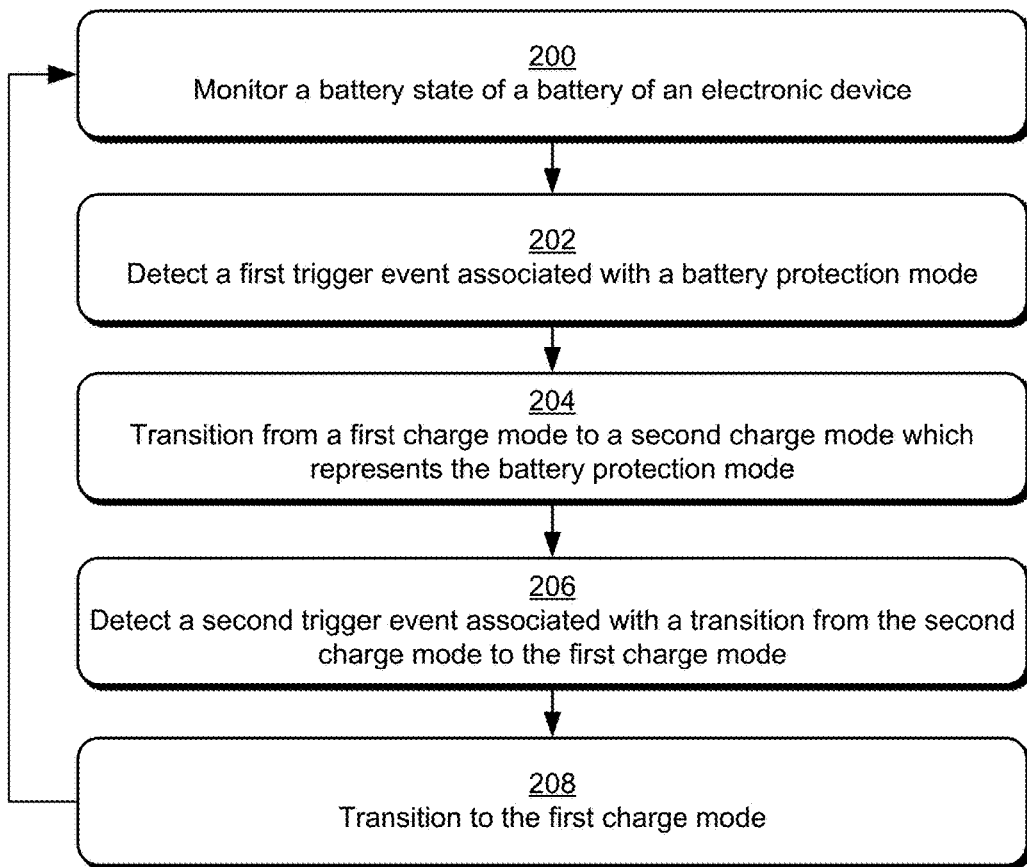 200
Monitor a battery state of a battery of an electronic device
202
Detect a first trigger event associated with a battery protection mode
204
Transition from a first charge mode to a second charge mode which
represents the battery protection mode
206
Detect a second trigger event associated with a transition from the second
charge mode to the first charge mode
208
Transition to the first charge mode